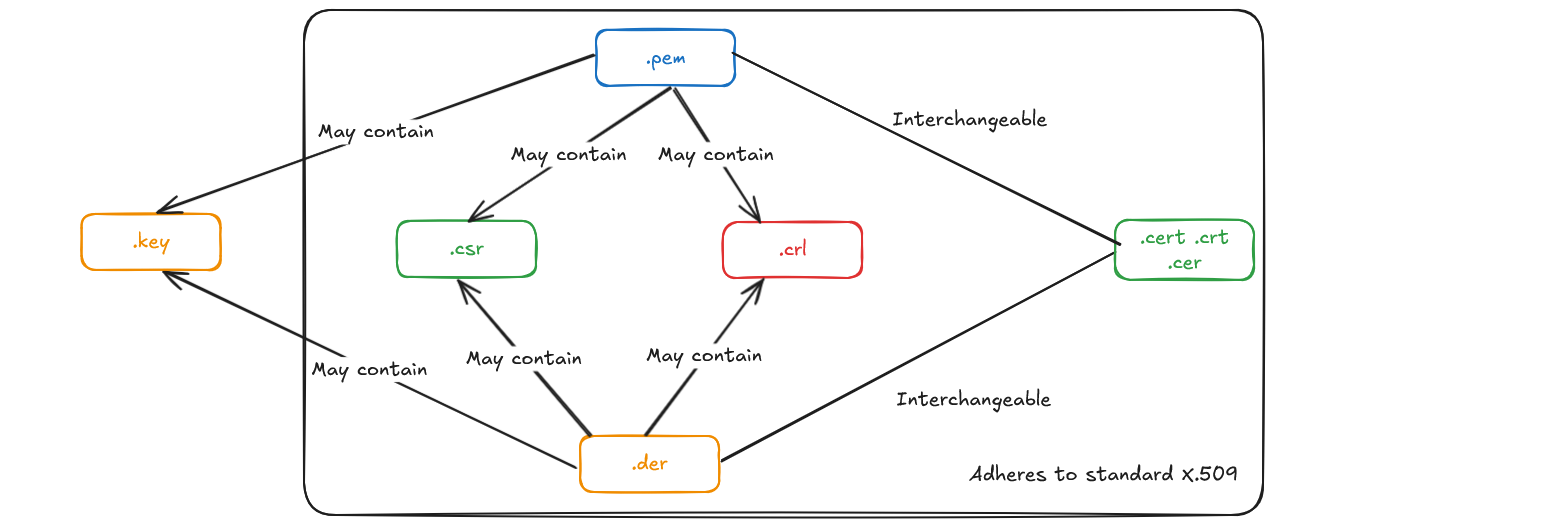 .pem
Interchangeable
May contain
May contain
May contain
.key
.csr
.crl
.cert .crt
.cer
May contain
May contain
May contain
Interchangeable
.der
Adheres to standard X.509